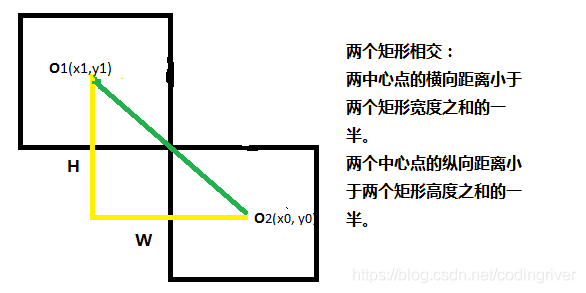 O1(x1,y1)
H
W
O2(x0, y0)
两个矩形相交：
两中心点的横向距离小于
两个矩形宽度之和的一
半。
两个中心点的纵向距离小
于两个矩形高度之和的一
半。
https://blog.csdn.net/codingriver